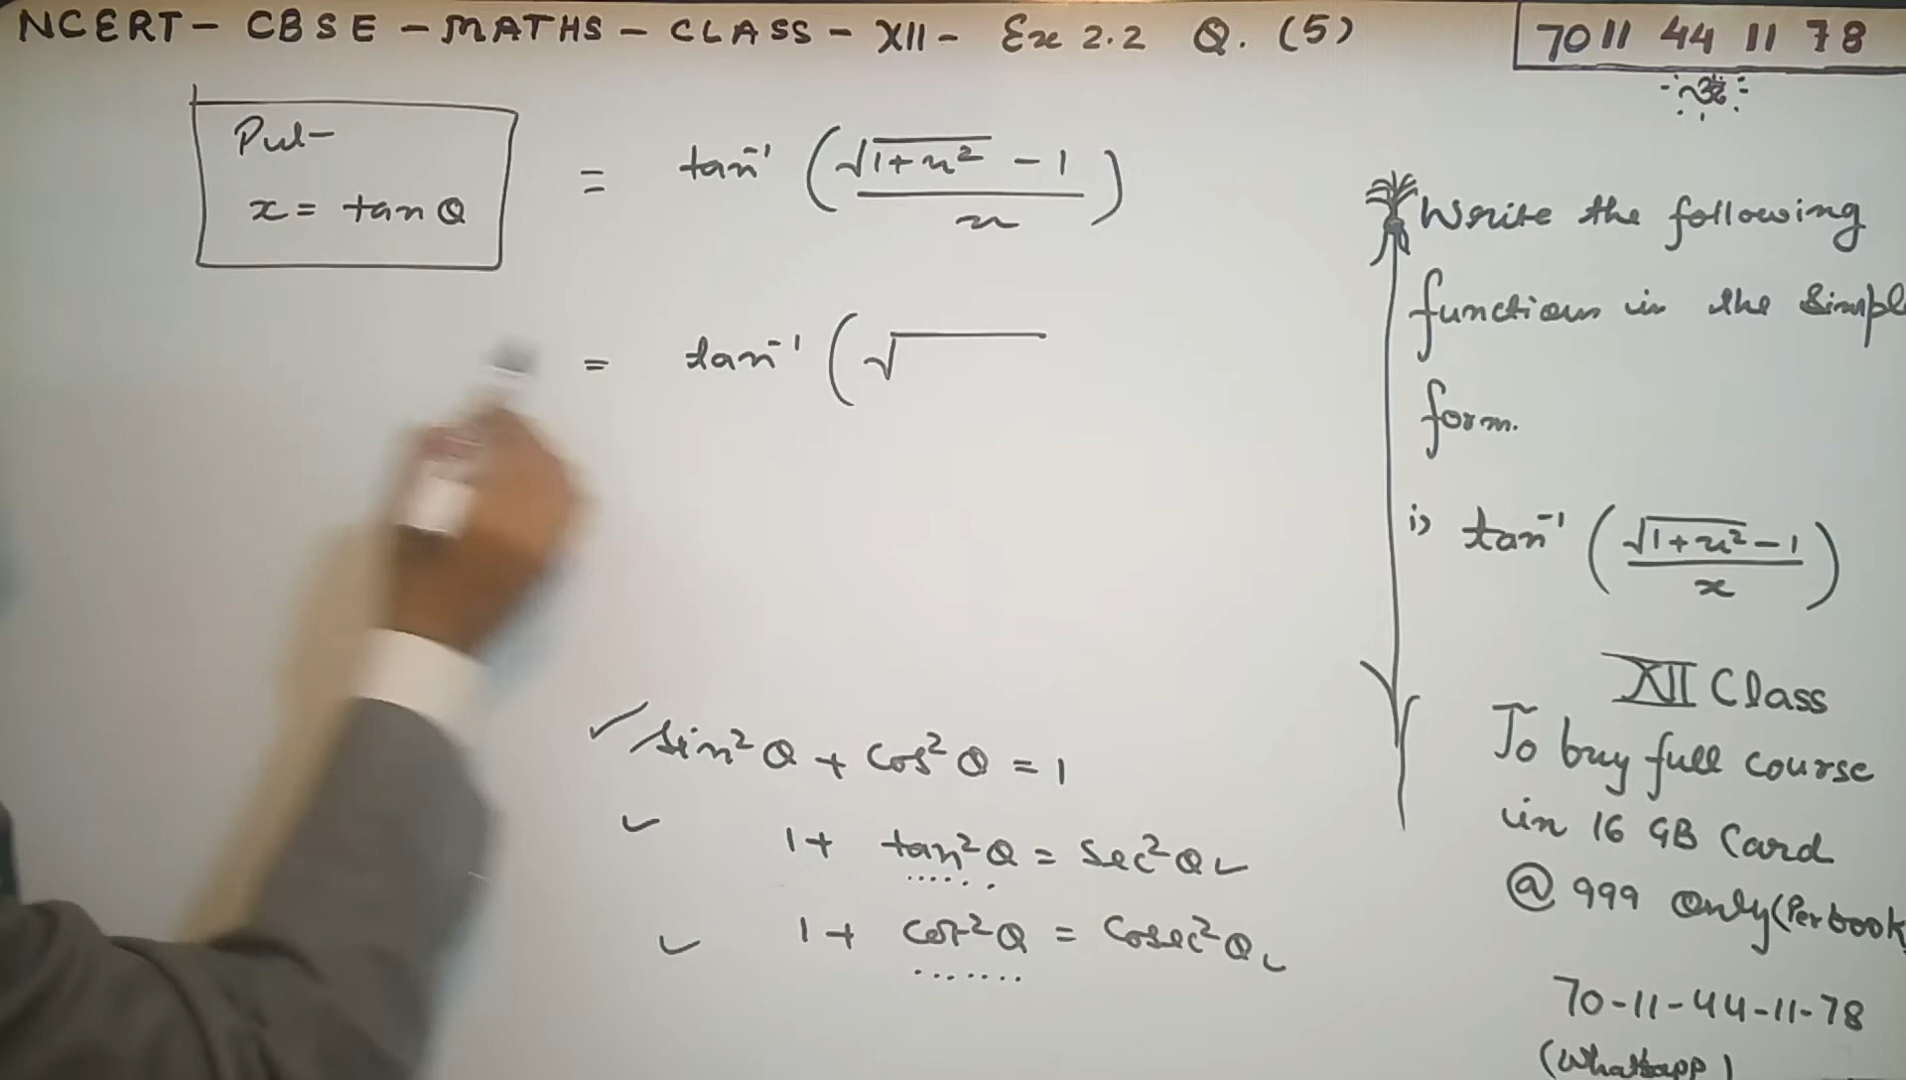 NCERT - CBSE - MATHS - CLASS - XII - Ex 2.2 Q. (5)
70 11 44 11 78
ॐ
Put-
x = tan θ
= tan⁻¹ (√(1+x²) - 1 / x)
= tan⁻¹ (√
sin²θ + cos²θ = 1
1 + tan²θ = sec²θ
1 + cot²θ = cosec²θ
Write the following
functions in the Simpl
form.
i) tan⁻¹ (√(1+x²) - 1 / x)
XII Class
To buy full course
in 16 GB Card
@ 999 Only (Per book
70-11-44-11-78
(Whatsapp)